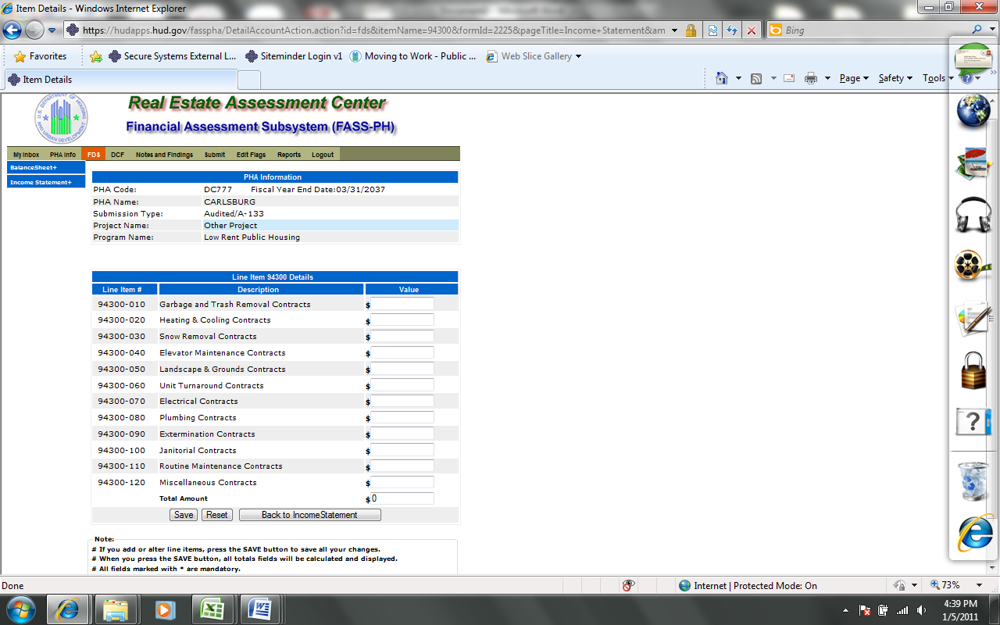 Item Details - Windows Internet Explorer
https://hudapps.hud.gov/fasspha/DetailAccountAction.action?id=fds&itemName=94300&formId=2225&pageTitle=Income+Statement&am
Bing
Favorites Secure Systems External L... Siteminder Login v1 Moving to Work - Public ... Web Slice Gallery
Item Details
Page Safety Tools
Real Estate Assessment Center
Financial Assessment Subsystem (FASS-PH)
My Inbox PHA Info FDS DCF Notes and Findings Submit Edit Flags Reports Logout
BalanceSheet+
Income Statement+
PHA Information
PHA Code: DC777 Fiscal Year End Date:03/31/2037
PHA Name: CARLSBURG
Submission Type: Audited/A-133
Project Name: Other Project
Program Name: Low Rent Public Housing
Line Item 94300 Details
Line Item # Description Value
94300-010 Garbage and Trash Removal Contracts $
94300-020 Heating & Cooling Contracts $
94300-030 Snow Removal Contracts $
94300-040 Elevator Maintenance Contracts $
94300-050 Landscape & Grounds Contracts $
94300-060 Unit Turnaround Contracts $
94300-070 Electrical Contracts $
94300-080 Plumbing Contracts $
94300-090 Extermination Contracts $
94300-100 Janitorial Contracts $
94300-110 Routine Maintenance Contracts $
94300-120 Miscellaneous Contracts $
Total Amount $ 0
Save Reset Back to IncomeStatement
Note:
# If you add or alter line items, press the SAVE button to save all your changes.
# When you press the SAVE button, all totals fields will be calculated and displayed.
# All fields marked with * are mandatory.
Done Internet | Protected Mode: On 73%
4:39 PM
1/5/2011